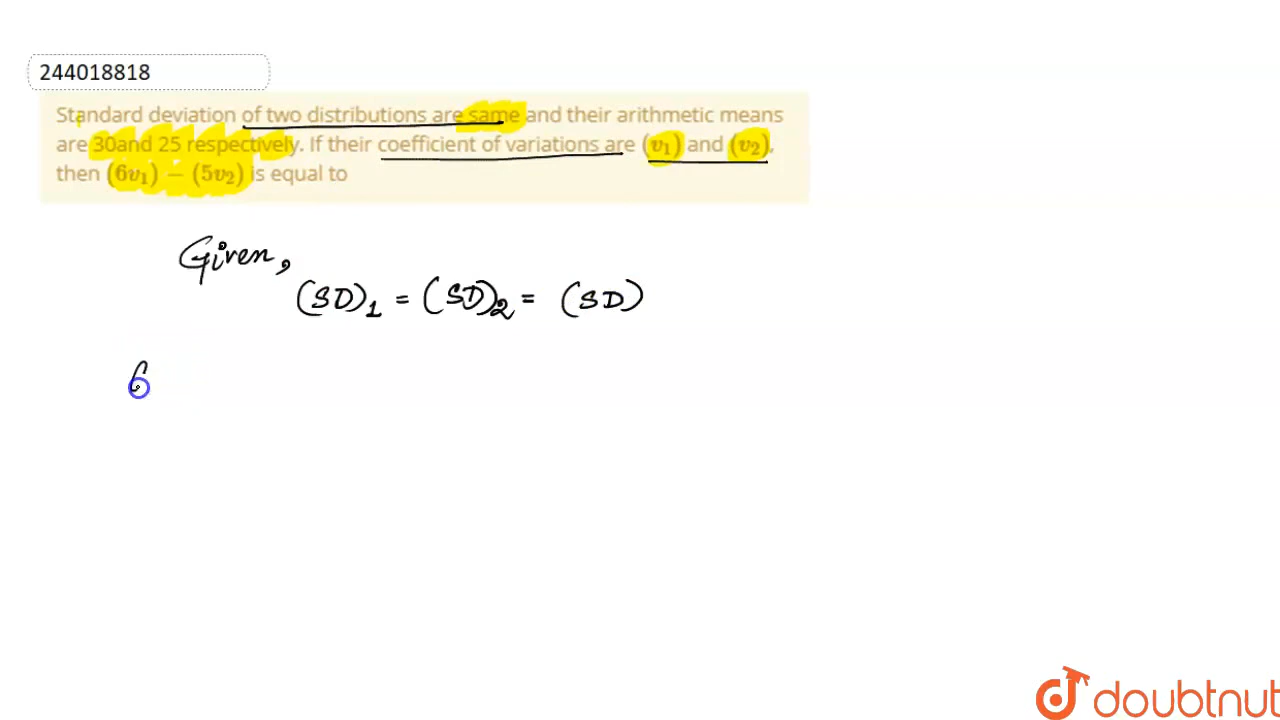 244018818
Standard deviation of two distributions are same and their arithmetic means
are 30and 25 respectively. If their coefficient of variations are (v₁) and (v₂),
then (6v₁) − (5v₂) is equal to
Given,
(SD)₁ = (SD)₂ = (SD)
doubtnut